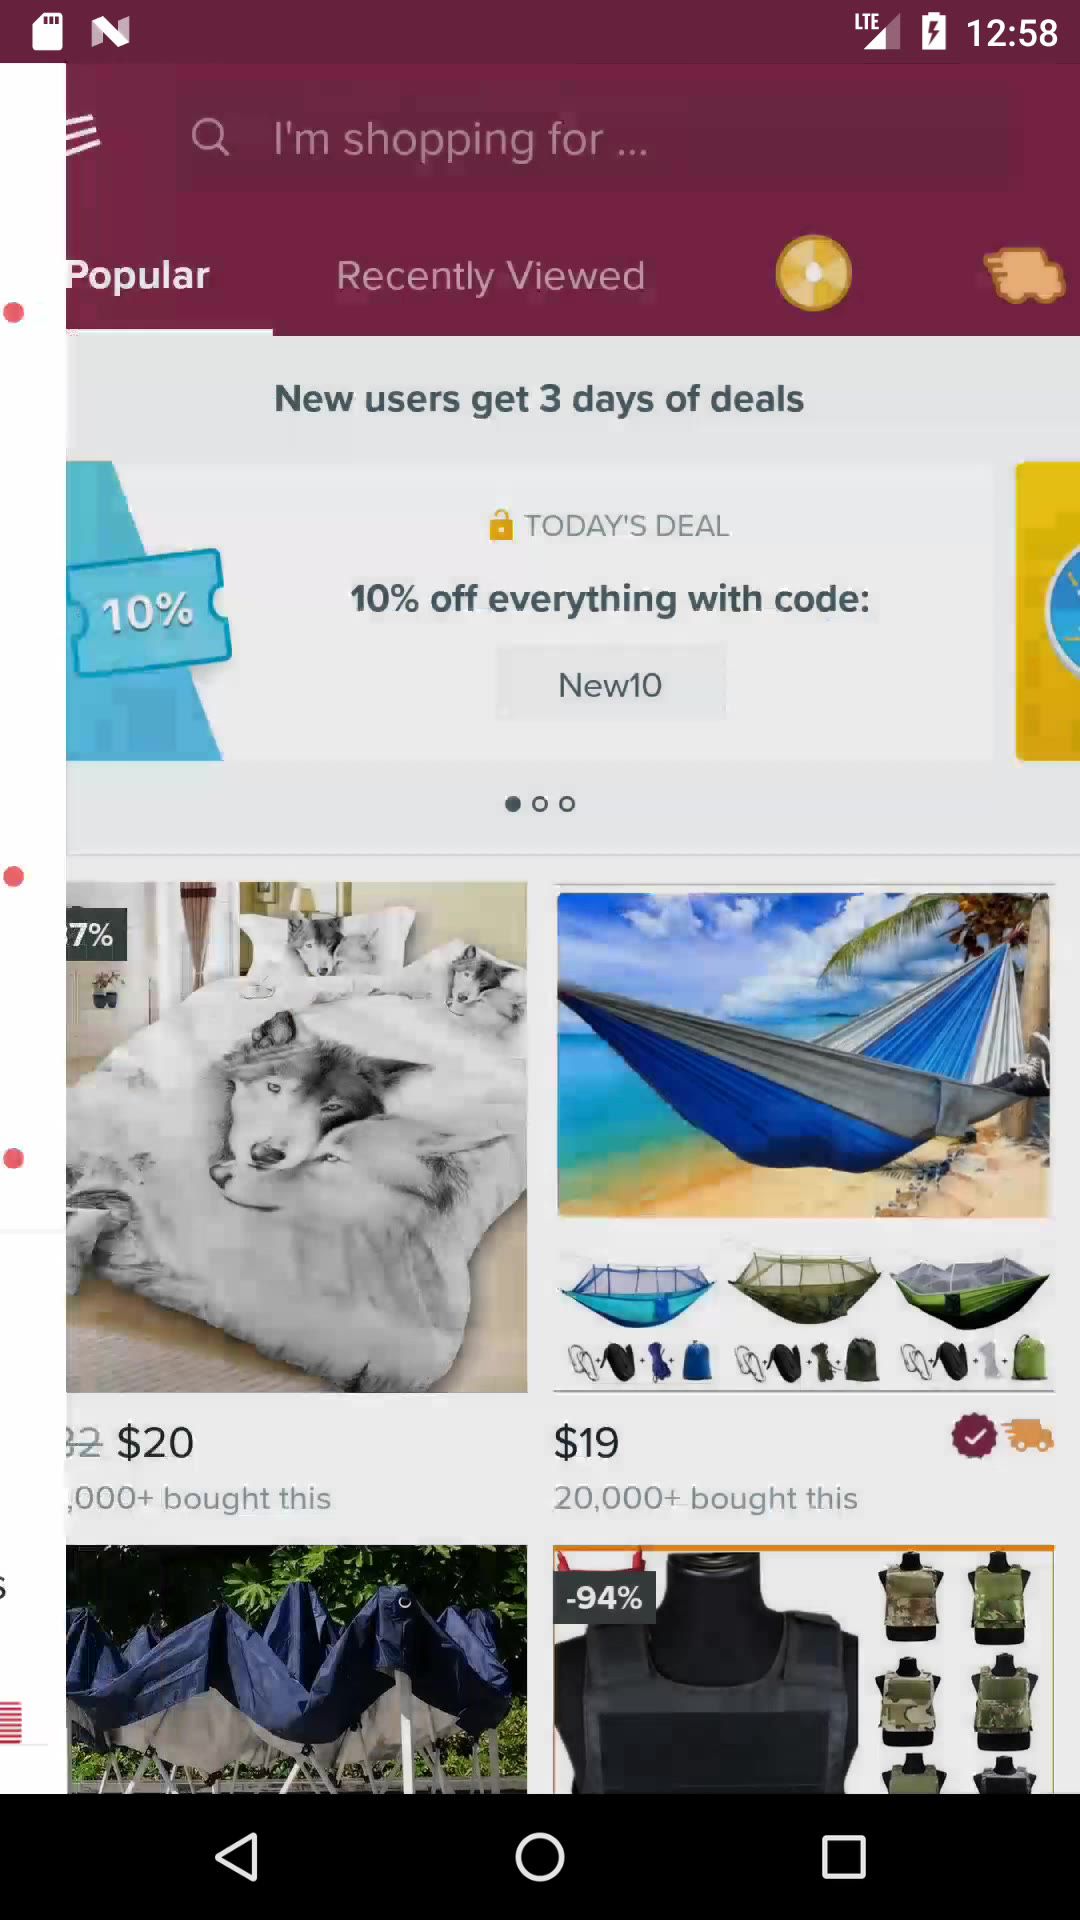 LTE 12:58
I'm shopping for ...
Popular Recently Viewed
New users get 3 days of deals
TODAY'S DEAL
10%
10% off everything with code:
New10
7%
$20 $19
,000+ bought this 20,000+ bought this
s
-94%